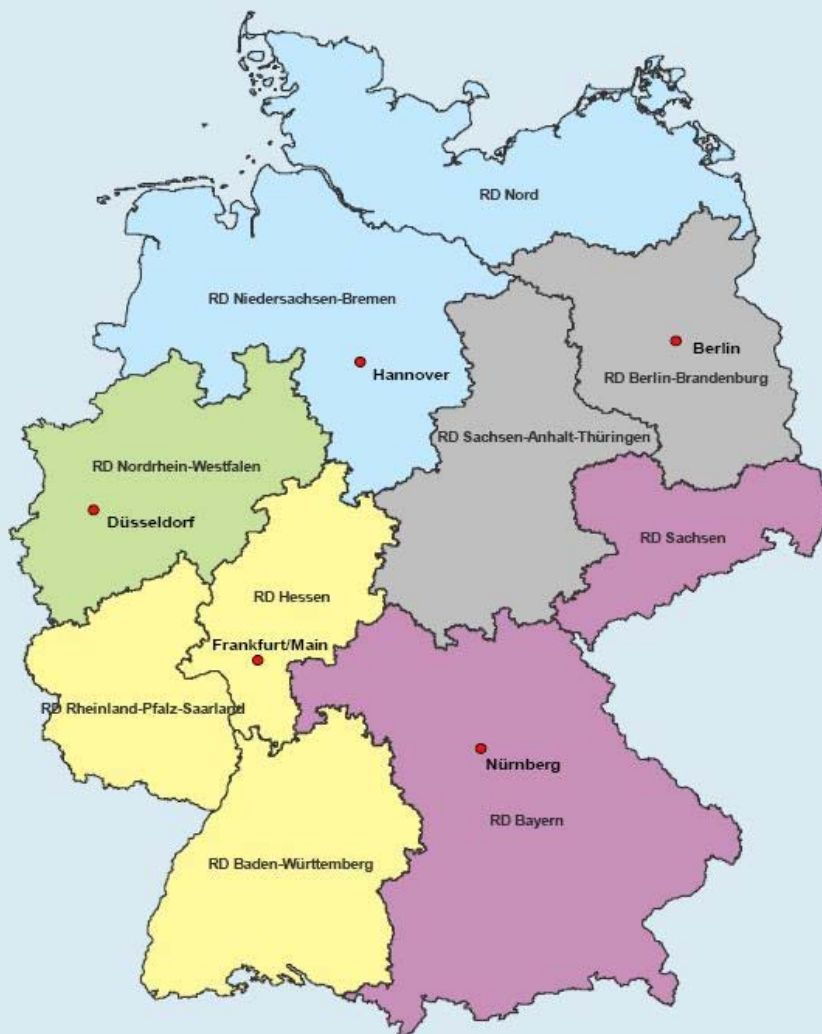 RD Nord
RD Niedersachsen-Bremen
Berlin
Hannover
RD Berlin-Brandenburg
RD Sachsen-Anhalt-Thüringen
RD Nordrhein-Westfalen
Düsseldorf
RD Sachsen
RD Hessen
Frankfurt/Main
RD Rheinland-Pfalz-Saarland
Nürnberg
RD Bayern
RD Baden-Württemberg